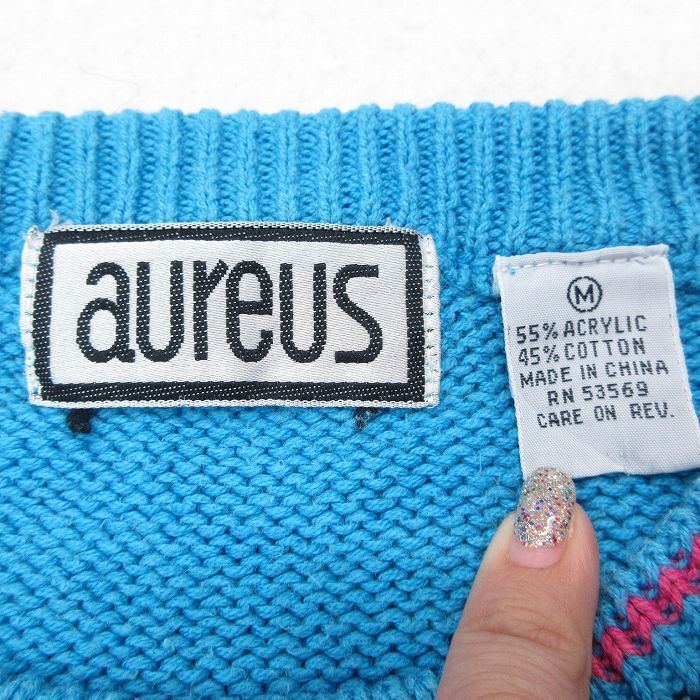 aureus
M
55% ACRYLIC
45% COTTON
MADE IN CHINA
RN 53569
CARE ON REV.